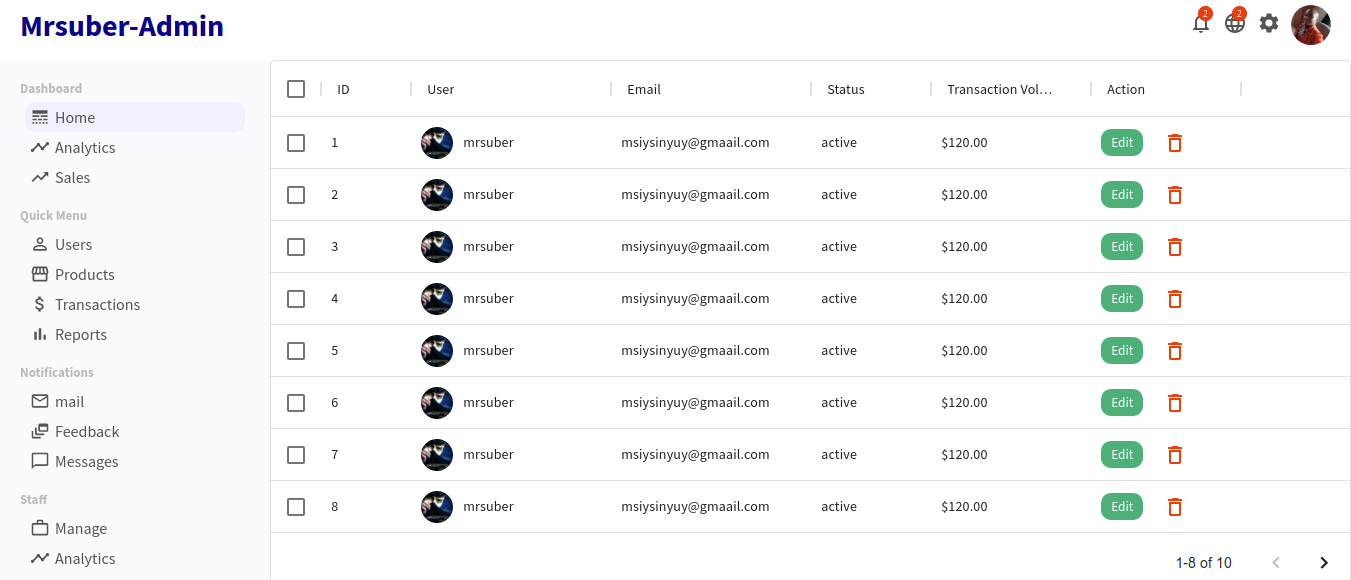 Mrsuber-Admin
2
2
Dashboard
Home
Analytics
Sales
Quick Menu
Users
Products
Transactions
Reports
Notifications
mail
Feedback
Messages
Staff
Manage
Analytics
ID User Email Status Transaction Vol… Action
1 mrsuber msiysinyuy@gmaail.com active $120.00 Edit
2 mrsuber msiysinyuy@gmaail.com active $120.00 Edit
3 mrsuber msiysinyuy@gmaail.com active $120.00 Edit
4 mrsuber msiysinyuy@gmaail.com active $120.00 Edit
5 mrsuber msiysinyuy@gmaail.com active $120.00 Edit
6 mrsuber msiysinyuy@gmaail.com active $120.00 Edit
7 mrsuber msiysinyuy@gmaail.com active $120.00 Edit
8 mrsuber msiysinyuy@gmaail.com active $120.00 Edit
1-8 of 10